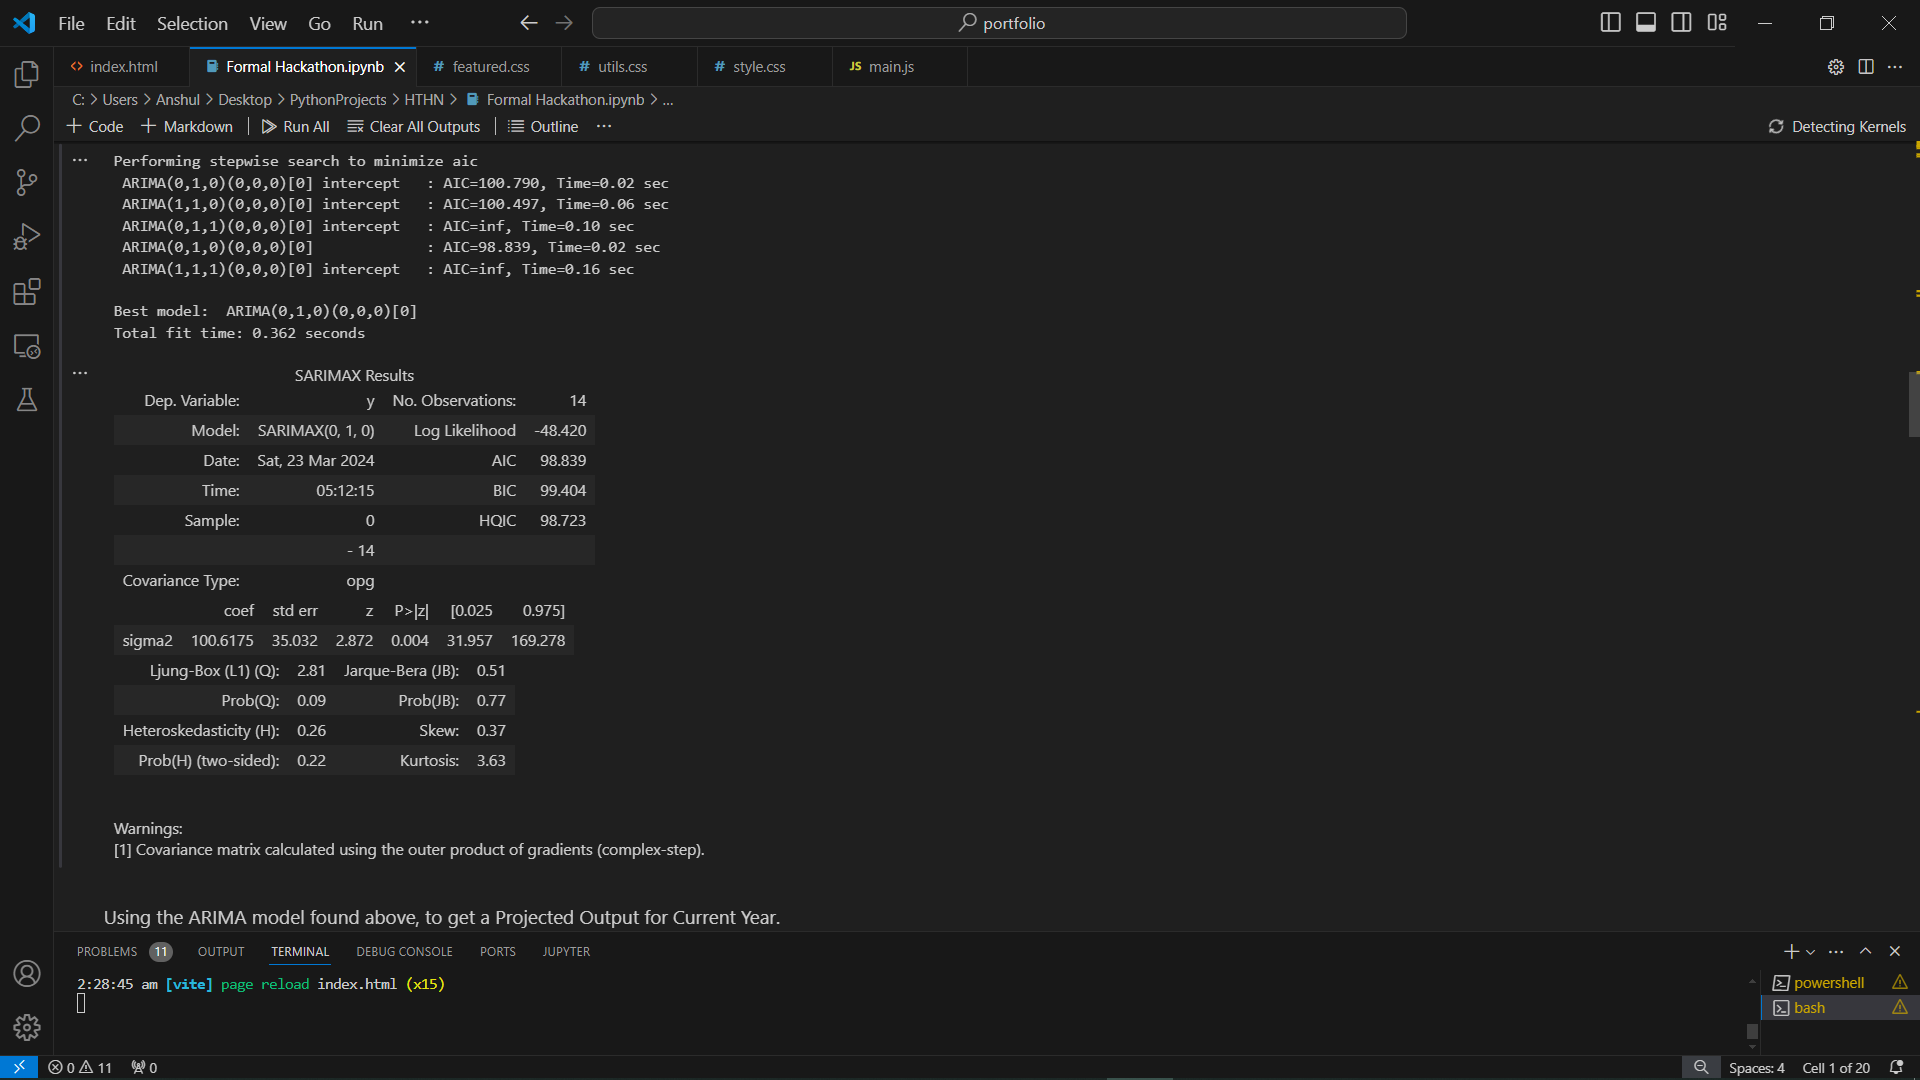 File Edit Selection View Go Run ... portfolio
index.html Formal Hackathon.ipynb # featured.css # utils.css # style.css JS main.js
C: > Users > Anshul > Desktop > PythonProjects > HTHN > Formal Hackathon.ipynb > ...
+ Code + Markdown Run All Clear All Outputs Outline ... Detecting Kernels
Performing stepwise search to minimize aic
ARIMA(0,1,0)(0,0,0)[0] intercept : AIC=100.790, Time=0.02 sec
ARIMA(1,1,0)(0,0,0)[0] intercept : AIC=100.497, Time=0.06 sec
ARIMA(0,1,1)(0,0,0)[0] intercept : AIC=inf, Time=0.10 sec
ARIMA(0,1,0)(0,0,0)[0] : AIC=98.839, Time=0.02 sec
ARIMA(1,1,1)(0,0,0)[0] intercept : AIC=inf, Time=0.16 sec
Best model: ARIMA(0,1,0)(0,0,0)[0]
Total fit time: 0.362 seconds
SARIMAX Results
Dep. Variable: y No. Observations: 14
Model: SARIMAX(0, 1, 0) Log Likelihood -48.420
Date: Sat, 23 Mar 2024 AIC 98.839
Time: 05:12:15 BIC 99.404
Sample: 0 HQIC 98.723
- 14
Covariance Type: opg
coef std err z P>|z| [0.025 0.975]
sigma2 100.6175 35.032 2.872 0.004 31.957 169.278
Ljung-Box (L1) (Q): 2.81 Jarque-Bera (JB): 0.51
Prob(Q): 0.09 Prob(JB): 0.77
Heteroskedasticity (H): 0.26 Skew: 0.37
Prob(H) (two-sided): 0.22 Kurtosis: 3.63
Warnings:
[1] Covariance matrix calculated using the outer product of gradients (complex-step).
Using the ARIMA model found above, to get a Projected Output for Current Year.
PROBLEMS 11 OUTPUT TERMINAL DEBUG CONSOLE PORTS JUPYTER
2:28:45 am [vite] page reload index.html (x15)
powershell
bash
0 11 0 Spaces: 4 Cell 1 of 20